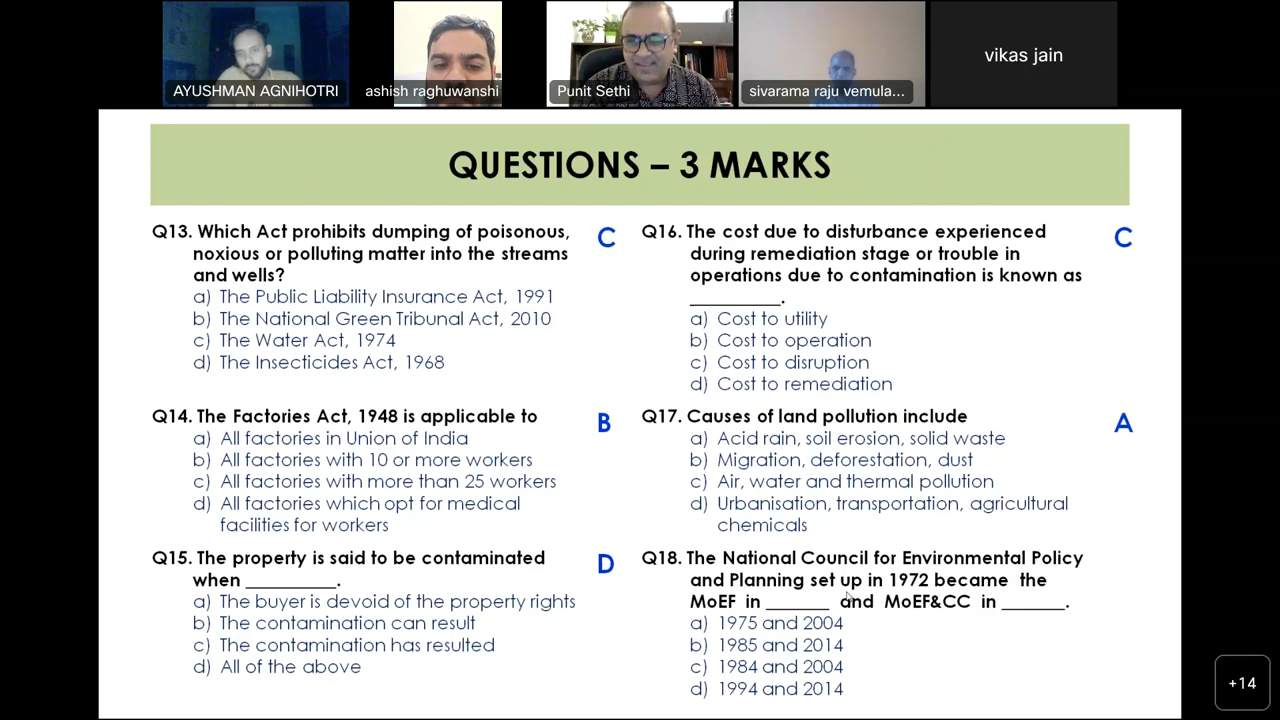 AYUSHMAN AGNIHOTRI
ashish raghuwanshi
Punit Sethi
sivarama raju vemula...
vikas jain
QUESTIONS – 3 MARKS
Q13. Which Act prohibits dumping of poisonous,
noxious or polluting matter into the streams
and wells?
C
a) The Public Liability Insurance Act, 1991
b) The National Green Tribunal Act, 2010
c) The Water Act, 1974
d) The Insecticides Act, 1968
Q14. The Factories Act, 1948 is applicable to
B
a) All factories in Union of India
b) All factories with 10 or more workers
c) All factories with more than 25 workers
d) All factories which opt for medical
facilities for workers
Q15. The property is said to be contaminated
when _________.
D
a) The buyer is devoid of the property rights
b) The contamination can result
c) The contamination has resulted
d) All of the above
Q16. The cost due to disturbance experienced
during remediation stage or trouble in
operations due to contamination is known as
_________.
C
a) Cost to utility
b) Cost to operation
c) Cost to disruption
d) Cost to remediation
Q17. Causes of land pollution include
A
a) Acid rain, soil erosion, solid waste
b) Migration, deforestation, dust
c) Air, water and thermal pollution
d) Urbanisation, transportation, agricultural
chemicals
Q18. The National Council for Environmental Policy
and Planning set up in 1972 became the
MoEF in ______ and MoEF&CC in ______.
a) 1975 and 2004
b) 1985 and 2014
c) 1984 and 2004
d) 1994 and 2014
+14